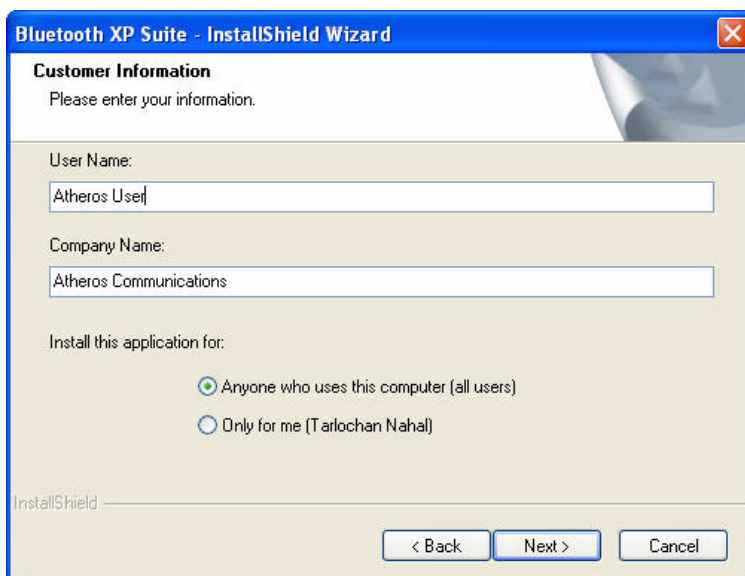 Bluetooth XP Suite - InstallShield Wizard
Customer Information
Please enter your information.
User Name:
Atheros User
Company Name:
Atheros Communications
Install this application for:
Anyone who uses this computer (all users)
Only for me (Tarlochan Nahal)
InstallShield
< Back Next > Cancel